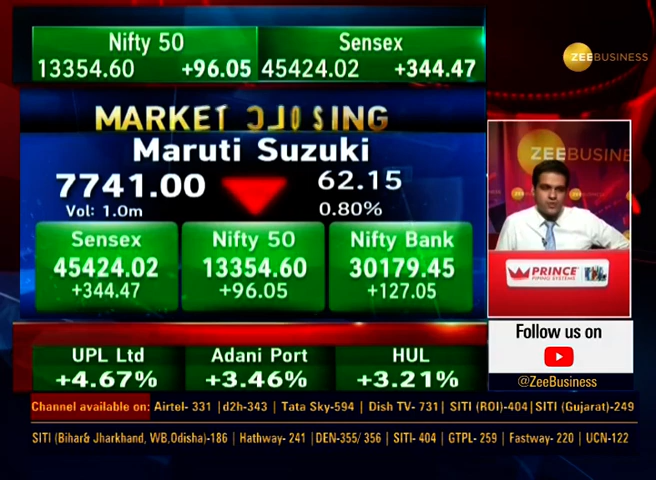 Nifty 50
13354.60 +96.05
Sensex
45424.02 +344.47
ZEEBUSINESS
MARKET CLOSING
Maruti Suzuki
7741.00 62.15
Vol: 1.0m 0.80%
Sensex
45424.02
+344.47
Nifty 50
13354.60
+96.05
Nifty Bank
30179.45
+127.05
ZEEBUSINE
PRINCE
PIPING SYSTEMS
UPL Ltd
+4.67%
Adani Port
+3.46%
HUL
+3.21%
Follow us on
@ZeeBusiness
Channel available on: Airtel- 331 |d2h-343 | Tata Sky-594 | Dish TV- 731| SITI (ROI)-404|SITI (Gujarat)-249
SITI (Bihar& Jharkhand, WB,Odisha)-186 | Hathway- 241 |DEN-355/ 356 | SITI- 404 | GTPL- 259 | Fastway- 220 | UCN-122